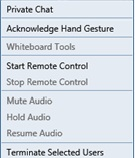 Private Chat
Acknowledge Hand Gesture
Whiteboard Tools
Start Remote Control
Stop Remote Control
Mute Audio
Hold Audio
Resume Audio
Terminate Selected Users